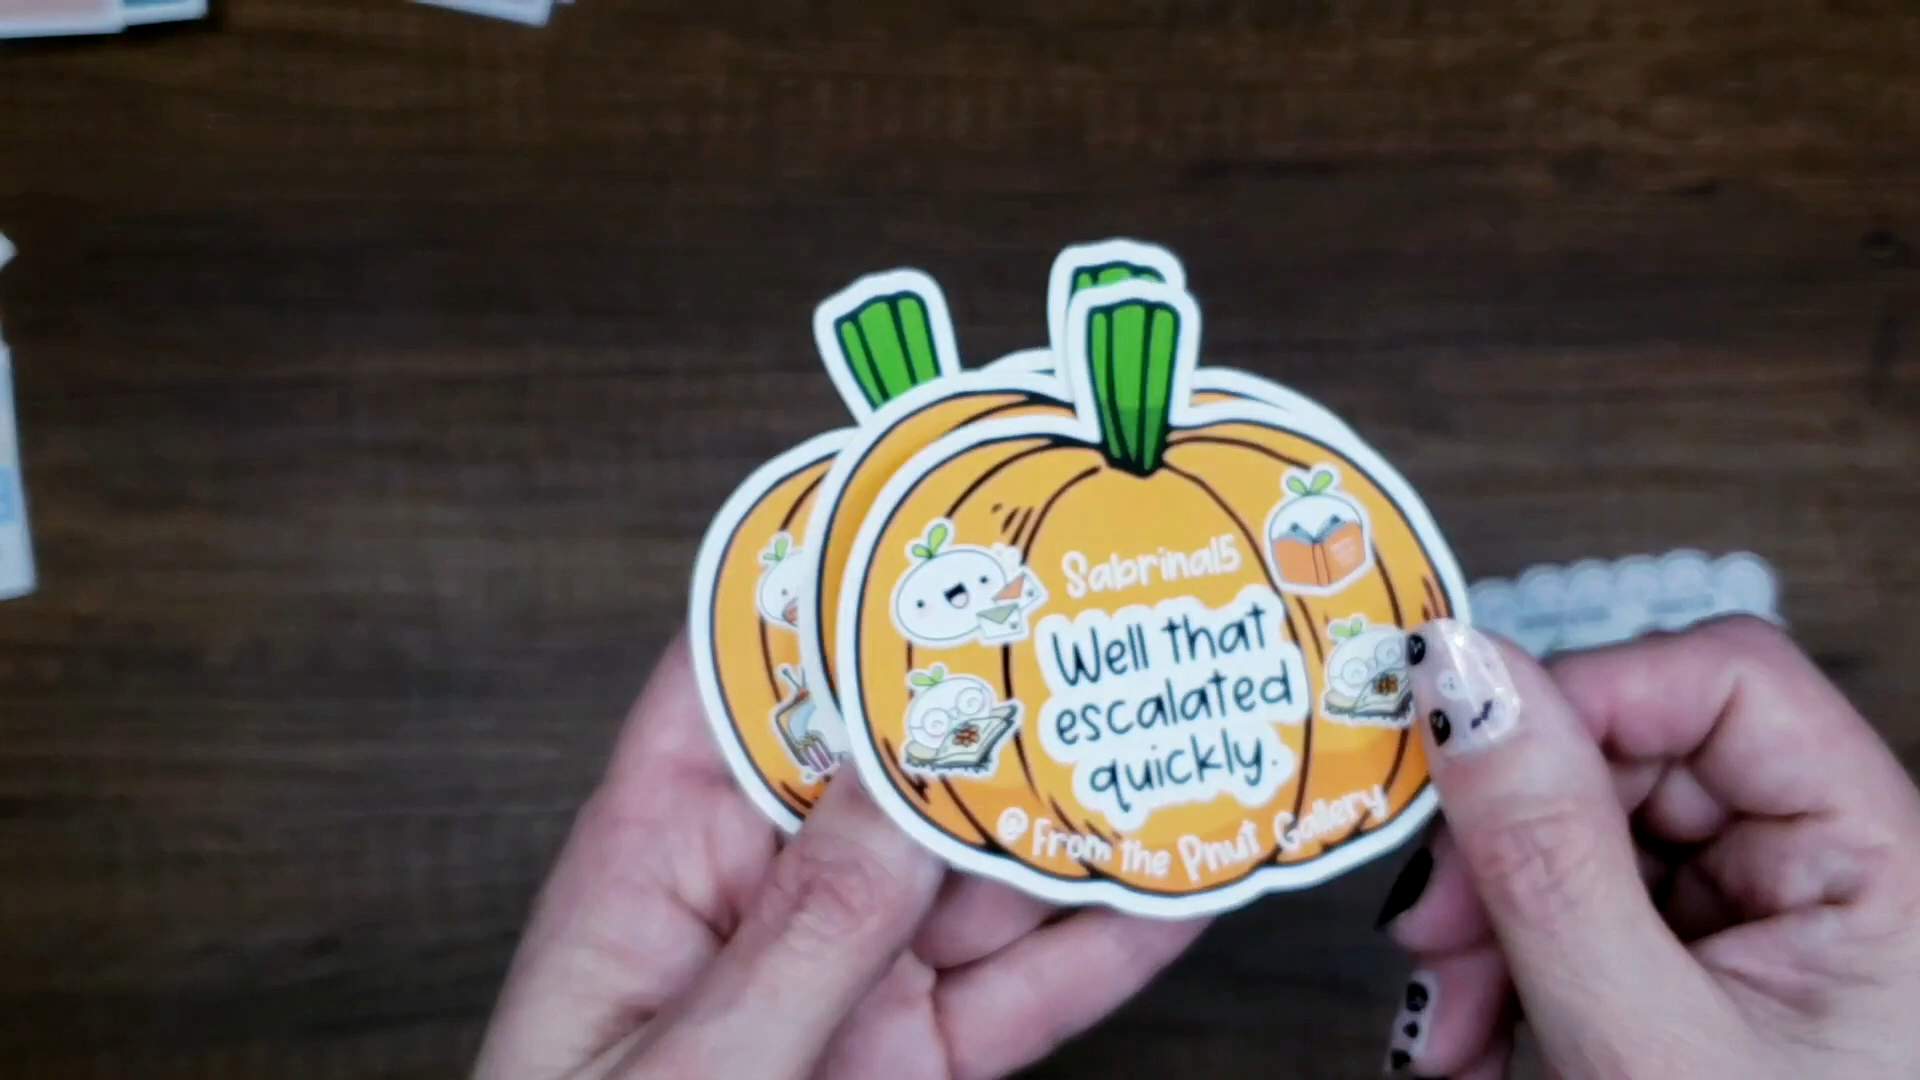 Sabrina15
Well that
escalated
quickly.
@ From the Pnut Gallery